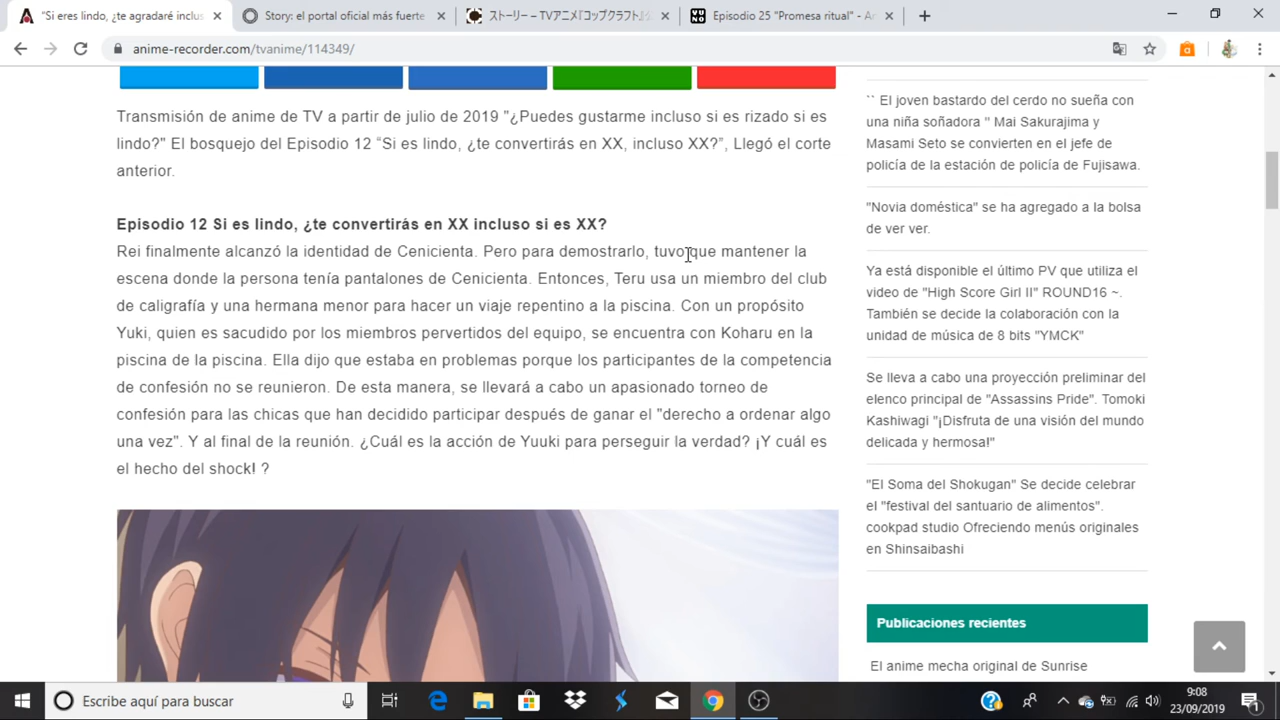 "Si eres lindo, ¿te agradaré inclus
Story: el portal oficial más fuerte
ストーリー – TVアニメ『コップクラフト』公
VUNO
Episodio 25 "Promesa ritual" - An
anime-recorder.com/tvanime/114349/
Transmisión de anime de TV a partir de julio de 2019 "¿Puedes gustarme incluso si es rizado si es
lindo?" El bosquejo del Episodio 12 “Si es lindo, ¿te convertirás en XX, incluso XX?”, Llegó el corte
anterior.
Episodio 12 Si es lindo, ¿te convertirás en XX incluso si es XX?
Rei finalmente alcanzó la identidad de Cenicienta. Pero para demostrarlo, tuvo que mantener la
escena donde la persona tenía pantalones de Cenicienta. Entonces, Teru usa un miembro del club
de caligrafía y una hermana menor para hacer un viaje repentino a la piscina. Con un propósito
Yuki, quien es sacudido por los miembros pervertidos del equipo, se encuentra con Koharu en la
piscina de la piscina. Ella dijo que estaba en problemas porque los participantes de la competencia
de confesión no se reunieron. De esta manera, se llevará a cabo un apasionado torneo de
confesión para las chicas que han decidido participar después de ganar el "derecho a ordenar algo
una vez". Y al final de la reunión. ¿Cuál es la acción de Yuuki para perseguir la verdad? ¡Y cuál es
el hecho del shock! ?
`` El joven bastardo del cerdo no sueña con
una niña soñadora '' Mai Sakurajima y
Masami Seto se convierten en el jefe de
policía de la estación de policía de Fujisawa.
"Novia doméstica" se ha agregado a la bolsa
de ver ver.
Ya está disponible el último PV que utiliza el
video de "High Score Girl II" ROUND16 ~.
También se decide la colaboración con la
unidad de música de 8 bits "YMCK"
Se lleva a cabo una proyección preliminar del
elenco principal de "Assassins Pride". Tomoki
Kashiwagi "¡Disfruta de una visión del mundo
delicada y hermosa!"
"El Soma del Shokugan" Se decide celebrar
el "festival del santuario de alimentos".
cookpad studio Ofreciendo menús originales
en Shinsaibashi
Publicaciones recientes
El anime mecha original de Sunrise
Escribe aquí para buscar
9:08
23/09/2019
1